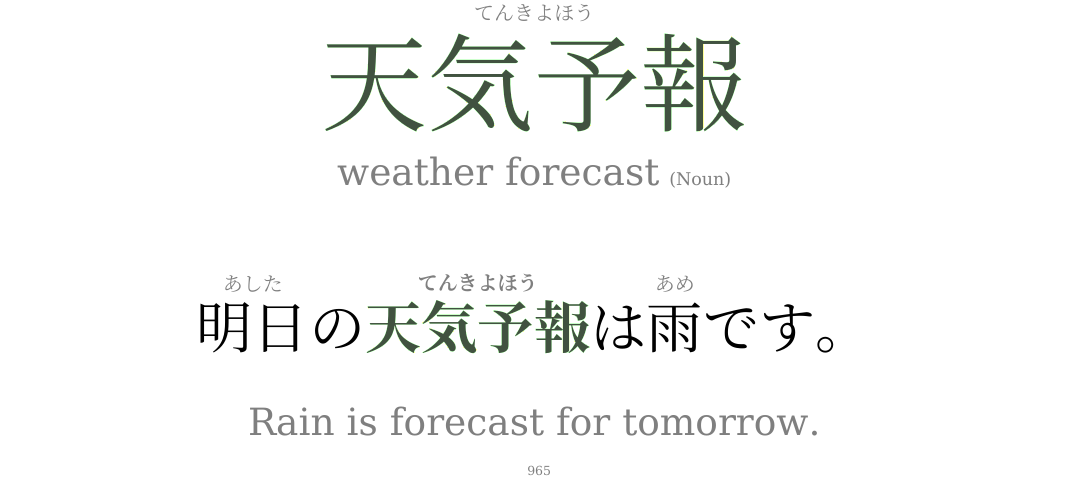 てんきよほう
天気予報
weather forecast (Noun)
あした てんきよほう あめ
明日の天気予報は雨です。
Rain is forecast for tomorrow.
965